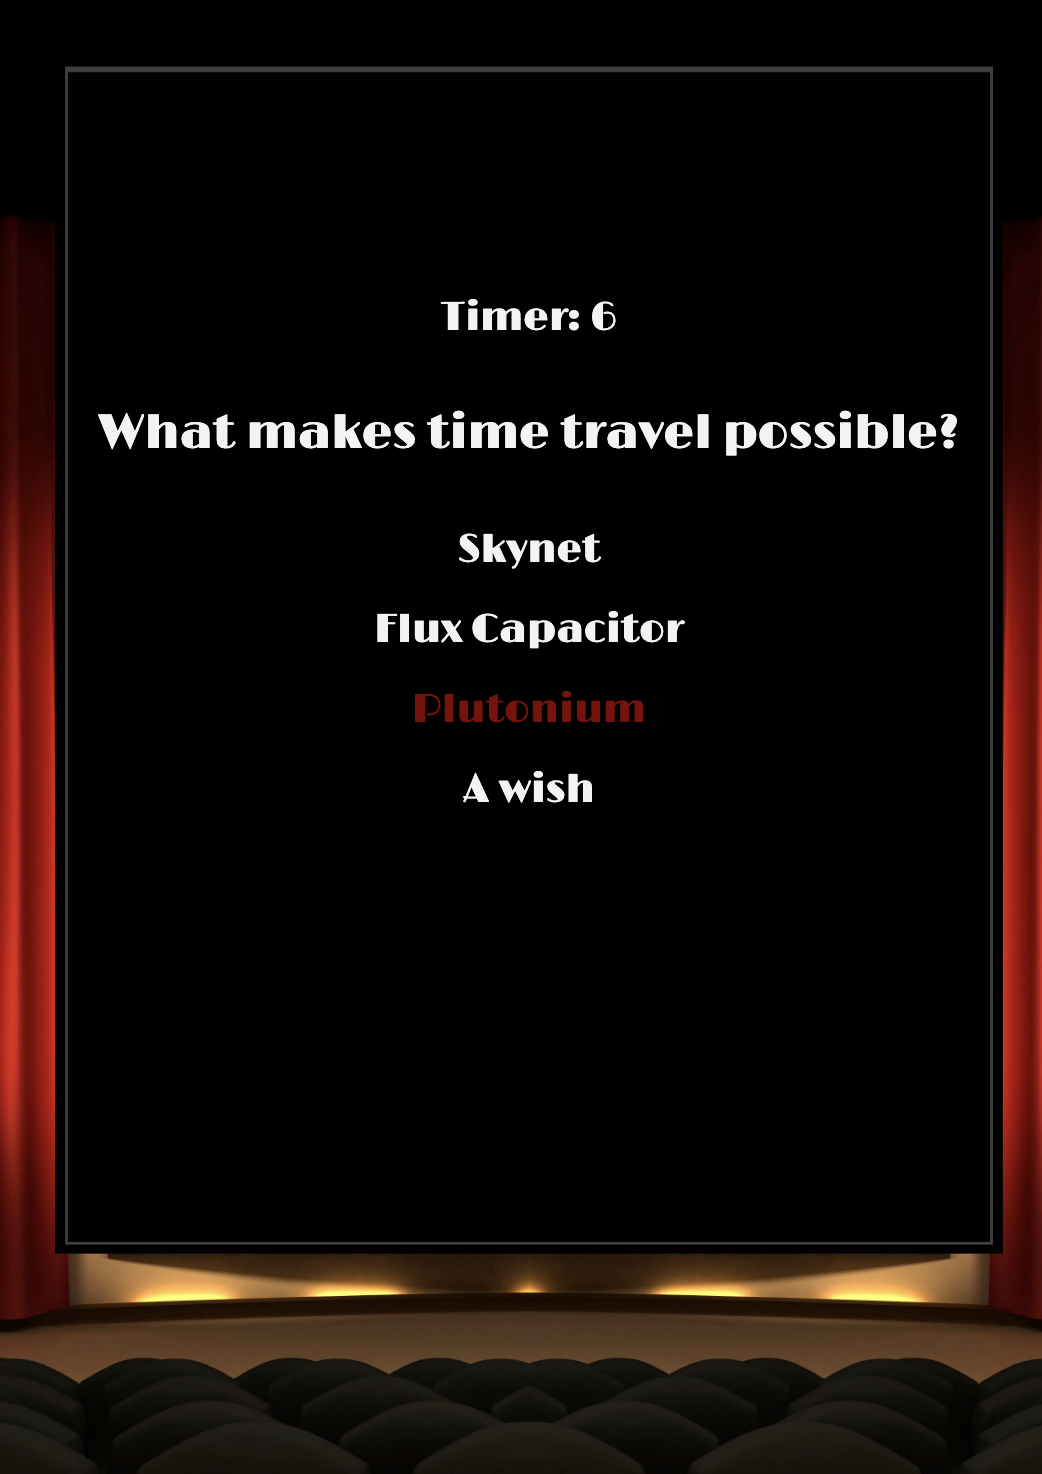 Timer: 6
What makes time travel possible?
Skynet
Flux Capacitor
Plutonium
A wish